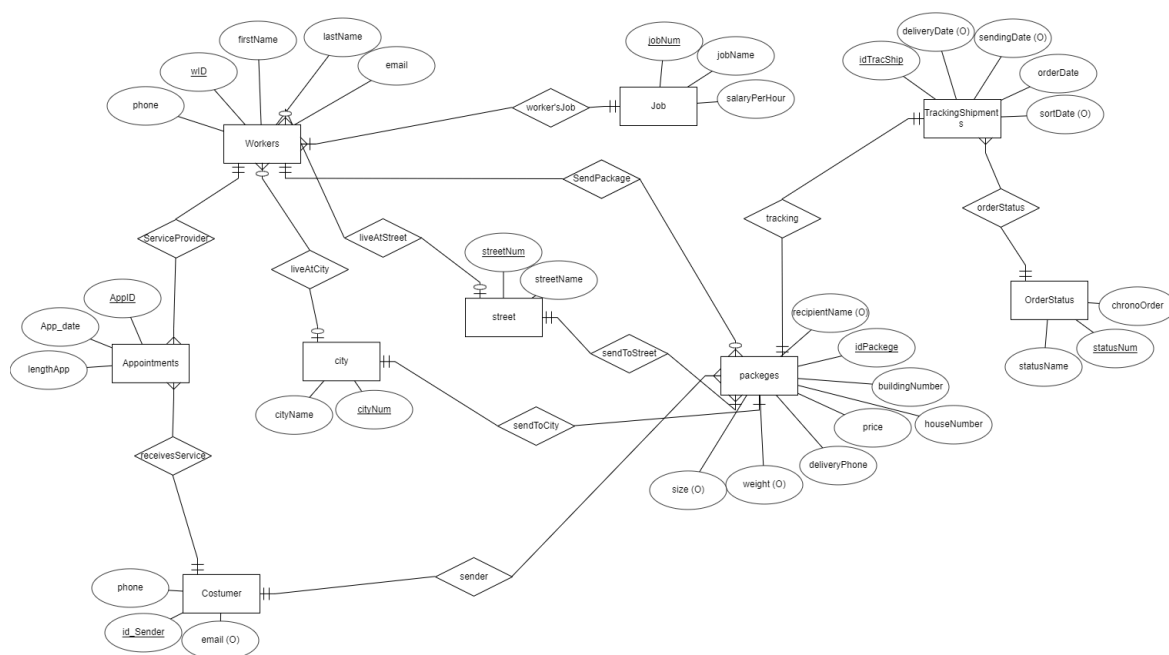 firstName
lastName
wID
email
phone
Workers
jobNum
jobName
salaryPerHour
Job
worker'sJob
deliveryDate (O)
sendingDate (O)
idTracShip
orderDate
sortDate (O)
TrackingShipment
s
SendPackage
tracking
orderStatus
ServiceProvider
liveAtStreet
liveAtCity
streetNum
streetName
street
AppID
App_date
lengthApp
Appointments
city
cityName
cityNum
sendToStreet
sendToCity
recipientName (O)
idPackege
buildingNumber
houseNumber
price
deliveryPhone
weight (O)
size (O)
packeges
OrderStatus
chronoOrder
statusNum
statusName
receivesService
sender
phone
Costumer
id_Sender
email (O)